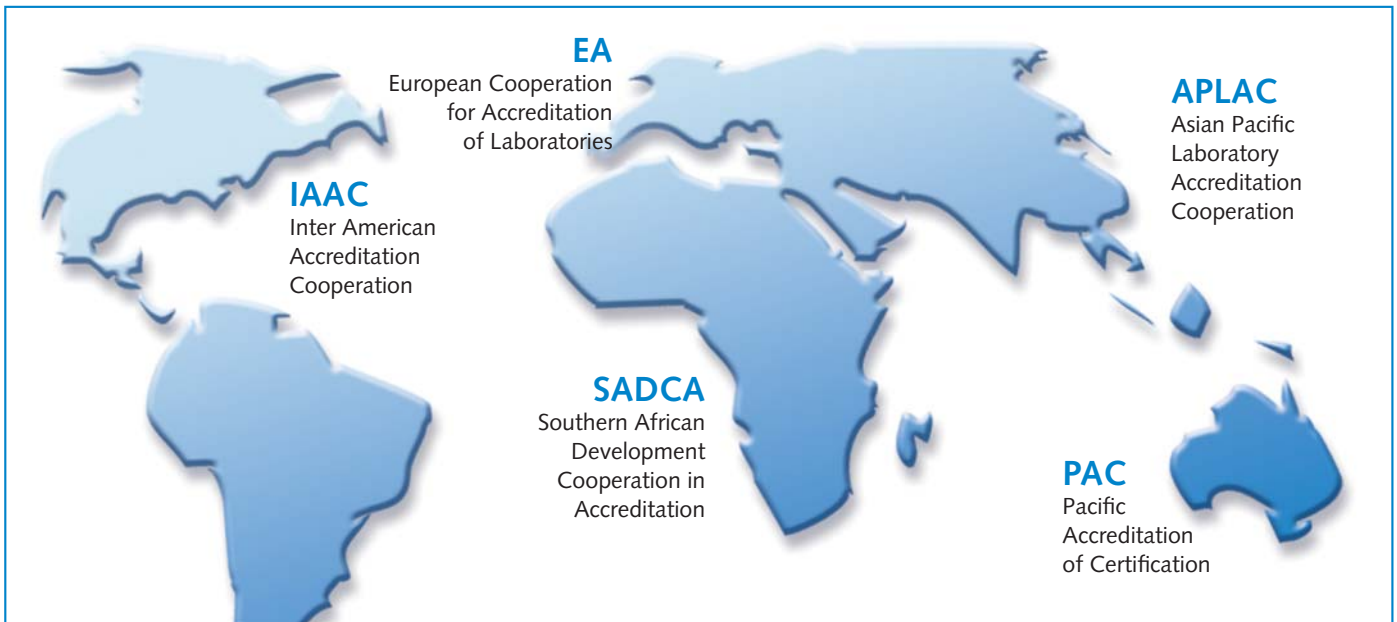 EA
European Cooperation
for Accreditation
of Laboratories
APLAC
Asian Pacific
Laboratory
Accreditation
Cooperation
IAAC
Inter American
Accreditation
Cooperation
SADCA
Southern African
Development
Cooperation in
Accreditation
PAC
Pacific
Accreditation
of Certification